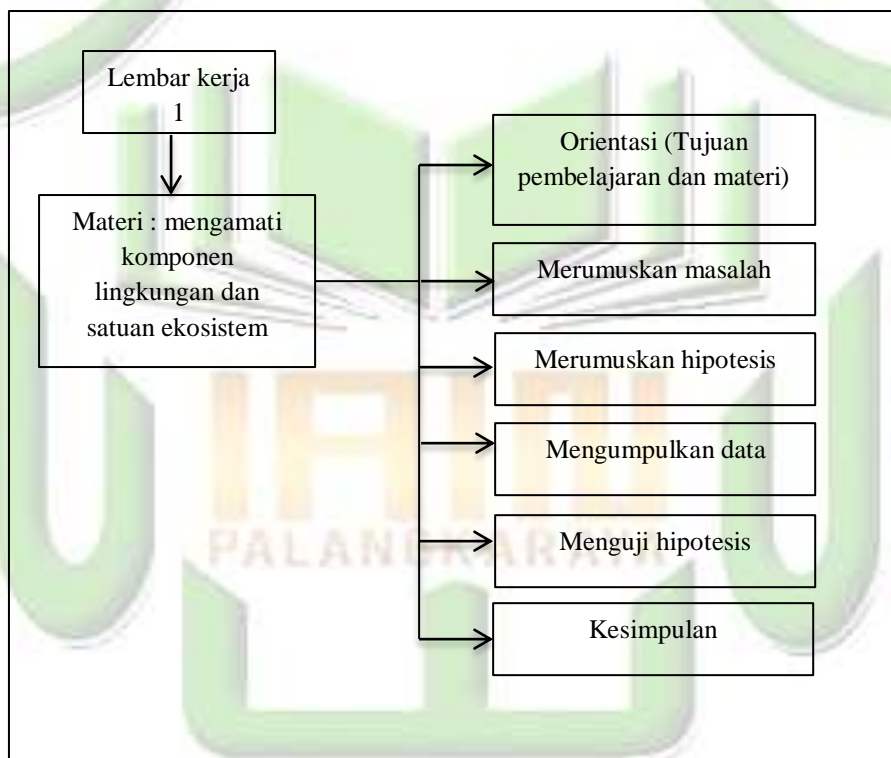 Lembar kerja
1
Materi : mengamati
komponen
lingkungan dan
satuan ekosistem
Orientasi (Tujuan
pembelajaran dan materi)
Merumuskan masalah
Merumuskan hipotesis
Mengumpulkan data
Menguji hipotesis
Kesimpulan
IAIN
PALANGKARAYA